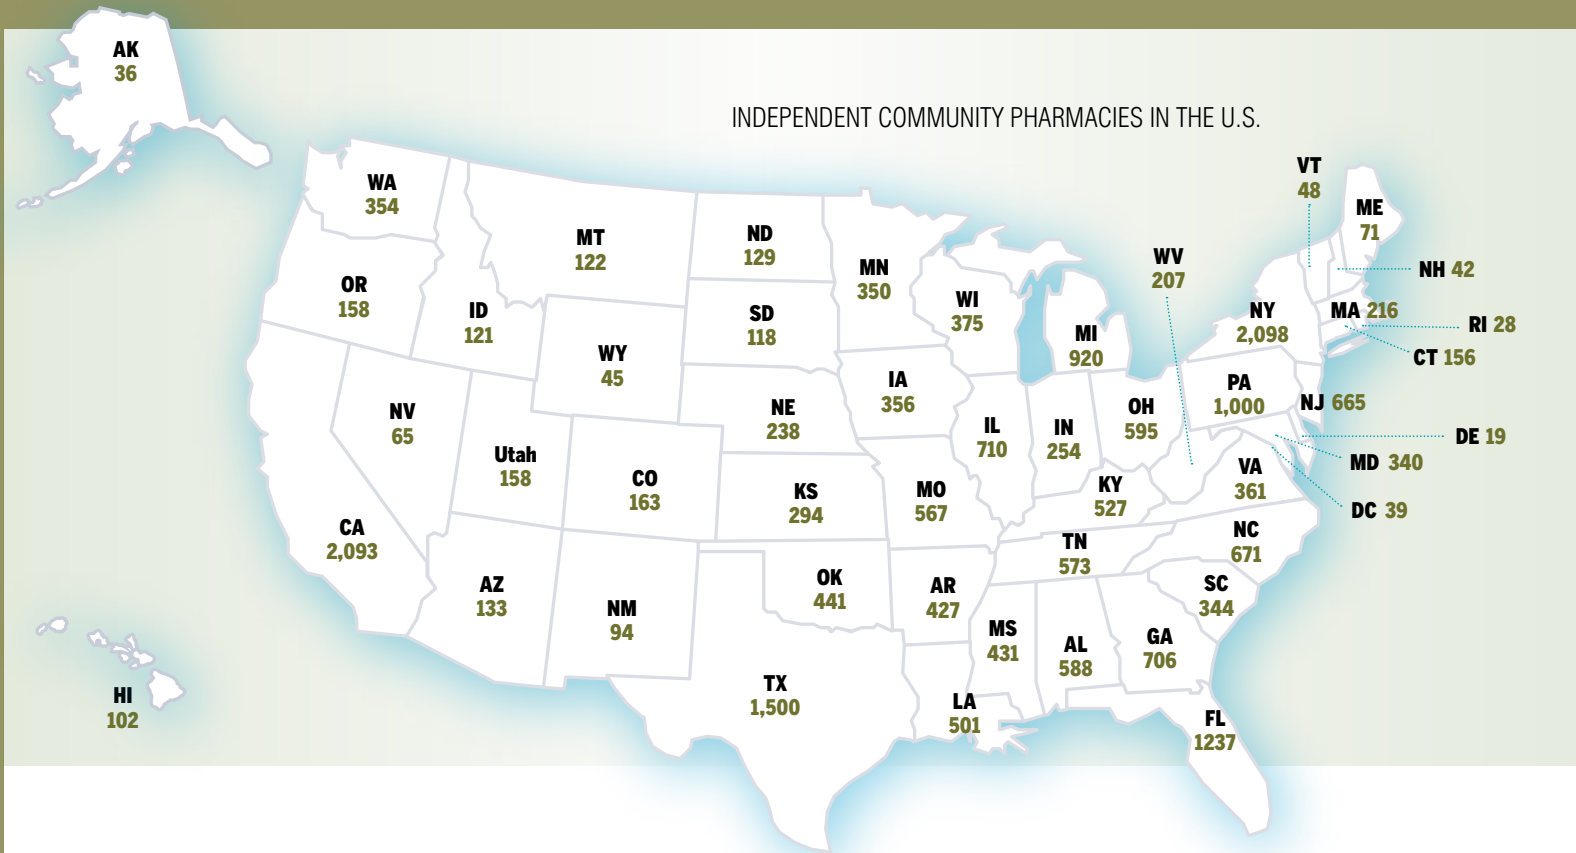 INDEPENDENT COMMUNITY PHARMACIES IN THE U.S.
AK
36
WA
354
OR
158
ID
121
MT
122
ND
129
SD
118
WY
45
NE
238
MN
350
WI
375
MI
920
IA
356
IL
710
IN
254
OH
595
WV
207
VT
48
ME
71
NH 42
NY
2,098
MA 216
RI 28
CT 156
PA
1,000
NJ 665
DE 19
MD 340
DC 39
VA
361
NV
65
Utah
158
CO
163
KS
294
MO
567
KY
527
CA
2,093
AZ
133
NM
94
OK
441
AR
427
TN
573
NC
671
SC
344
MS
431
AL
588
GA
706
TX
1,500
LA
501
FL
1237
HI
102